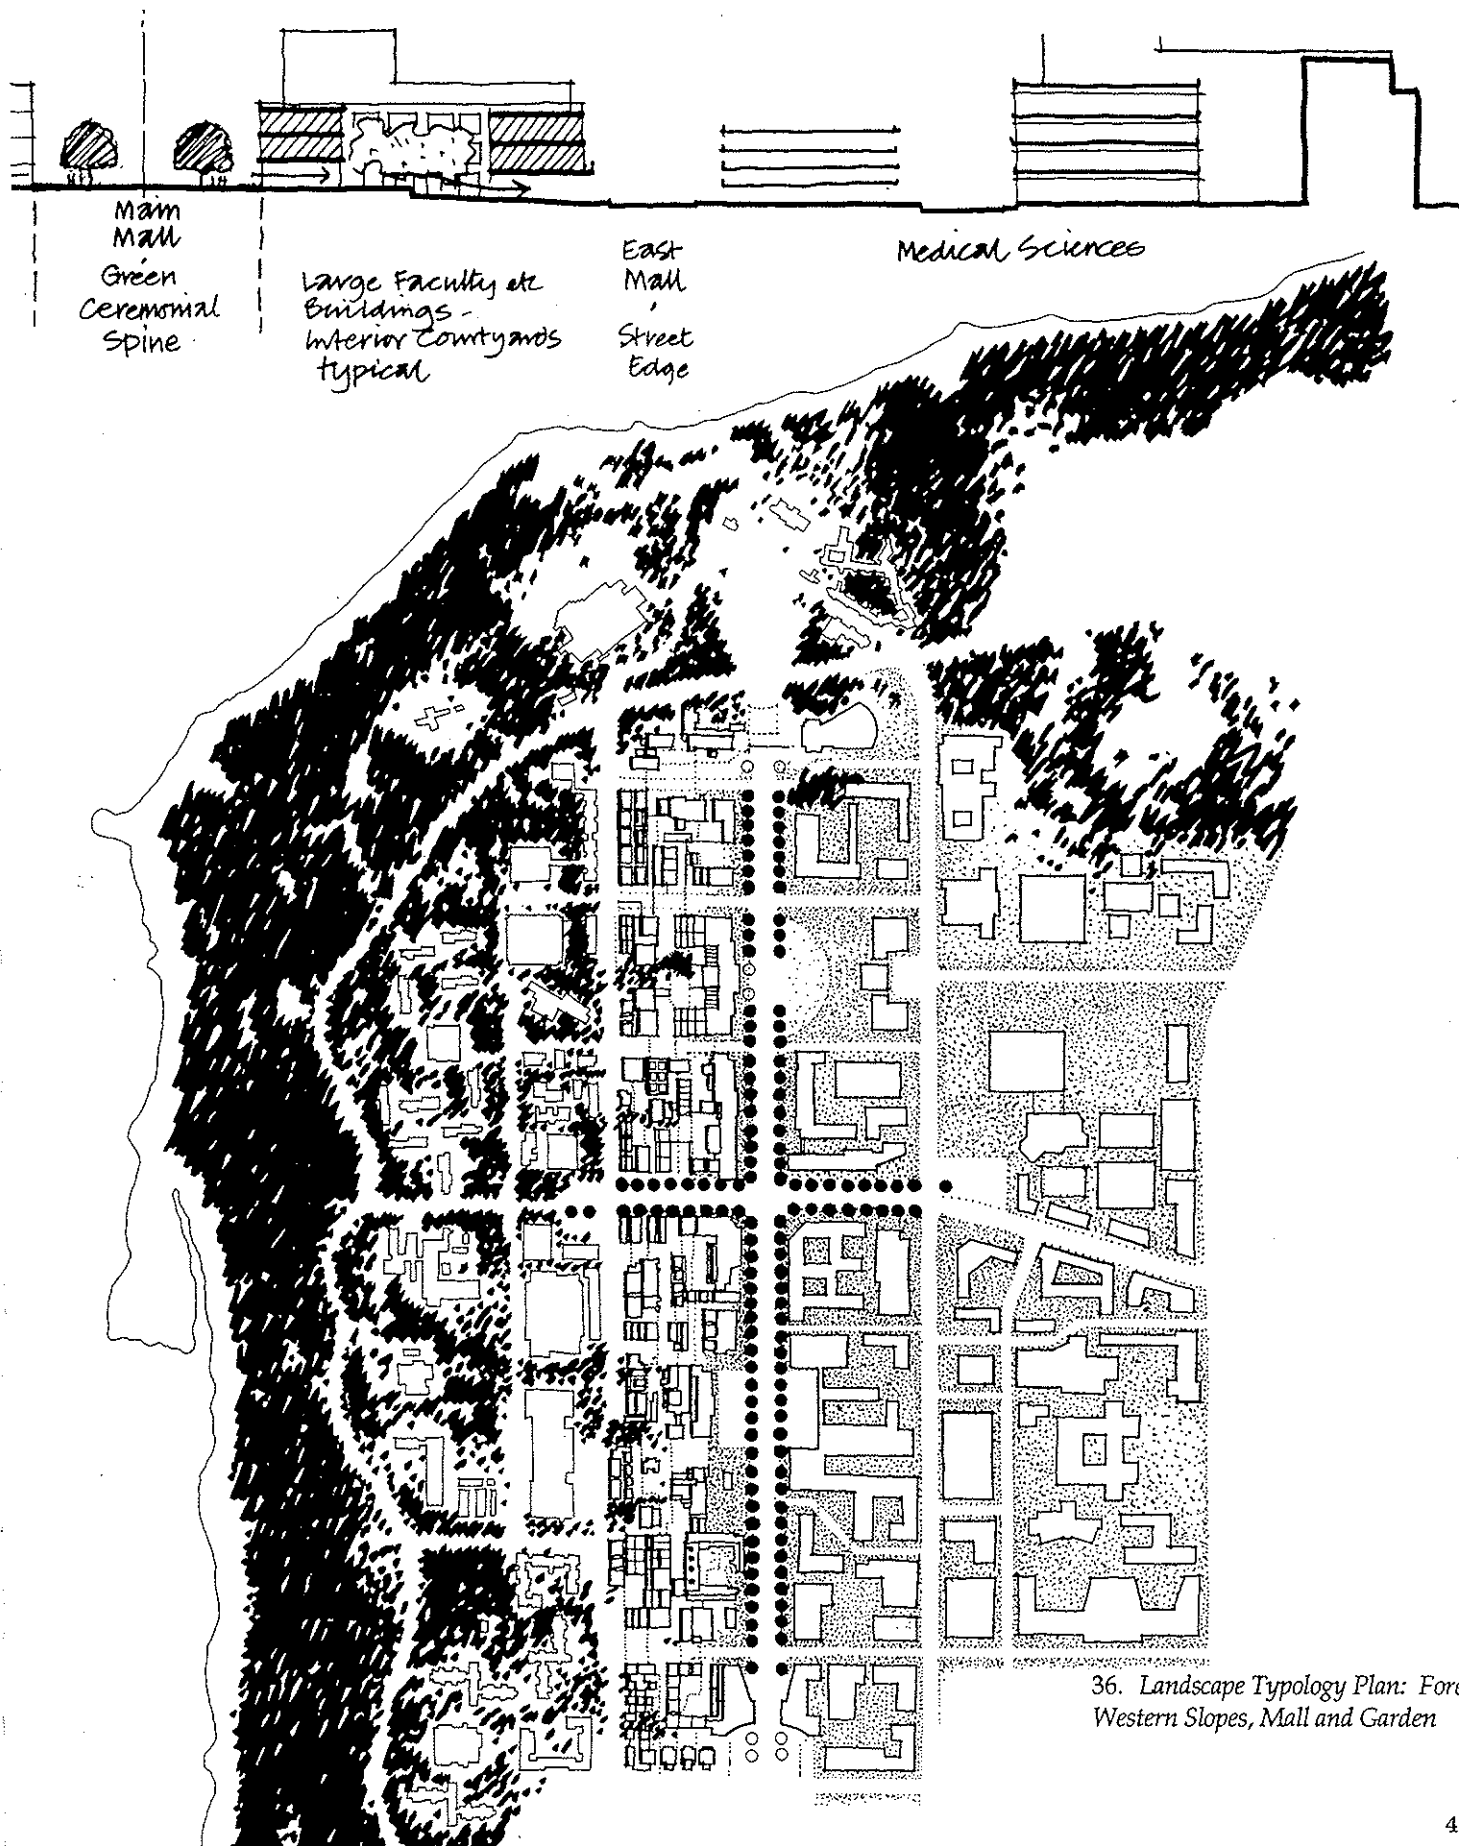 Main
Mall
Green
Ceremonial
Spine
Large Faculty etc
Buildings -
Interior Courtyards
typical
East
Mall
Street
Edge
Medical Sciences
36. Landscape Typology Plan: Fore
Western Slopes, Mall and Garden
4